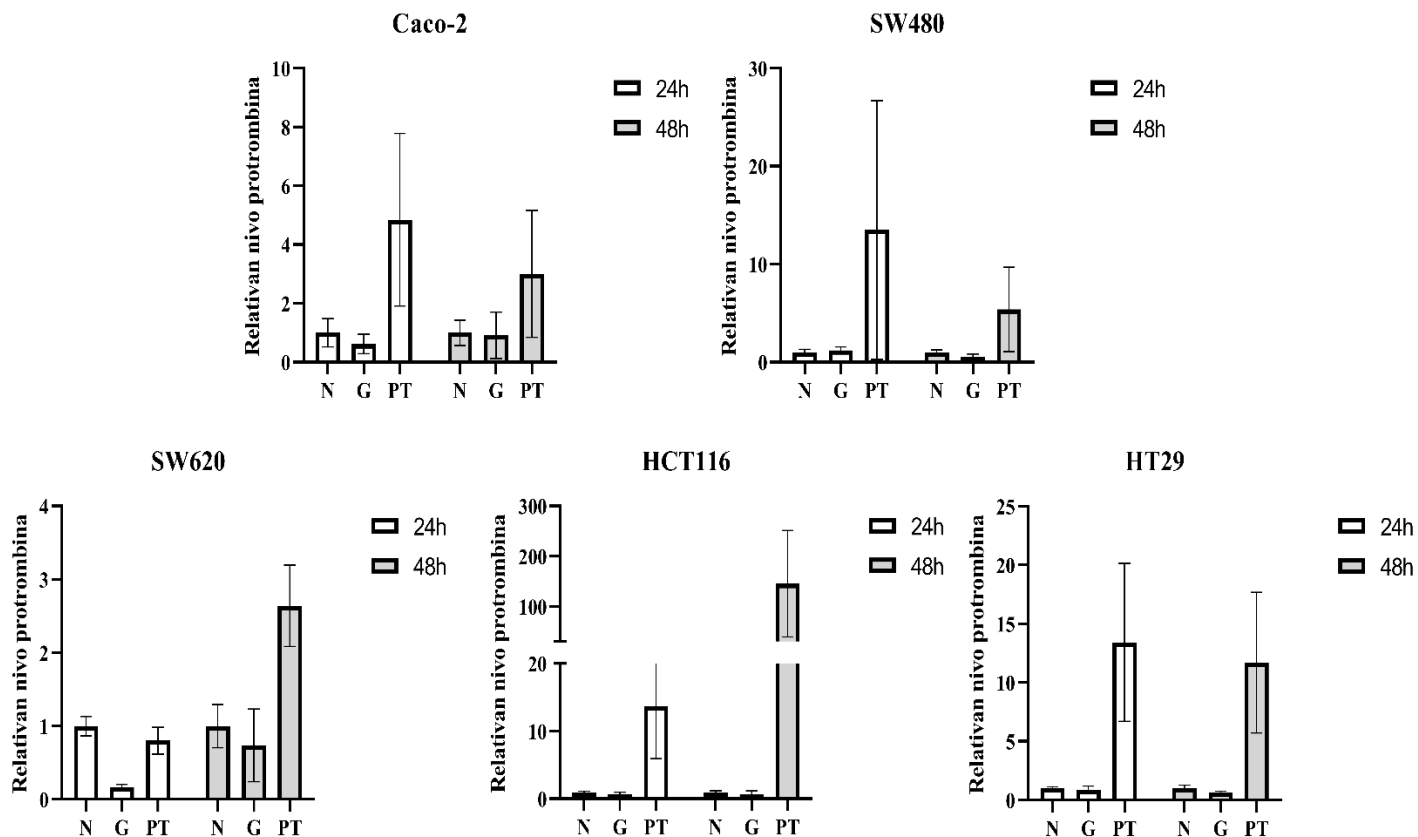 Caco-2
Relativan nivo protrombina
10
8
6
4
2
0
N G PT N G PT
24h
48h
SW480
Relativan nivo protrombina
30
20
10
0
N G PT N G PT
24h
48h
SW620
Relativan nivo protrombina
4
3
2
1
0
N G PT N G PT
24h
48h
HCT116
Relativan nivo protrombina
300
200
100
20
10
0
N G PT N G PT
24h
48h
HT29
Relativan nivo protrombina
25
20
15
10
5
0
N G PT N G PT
24h
48h